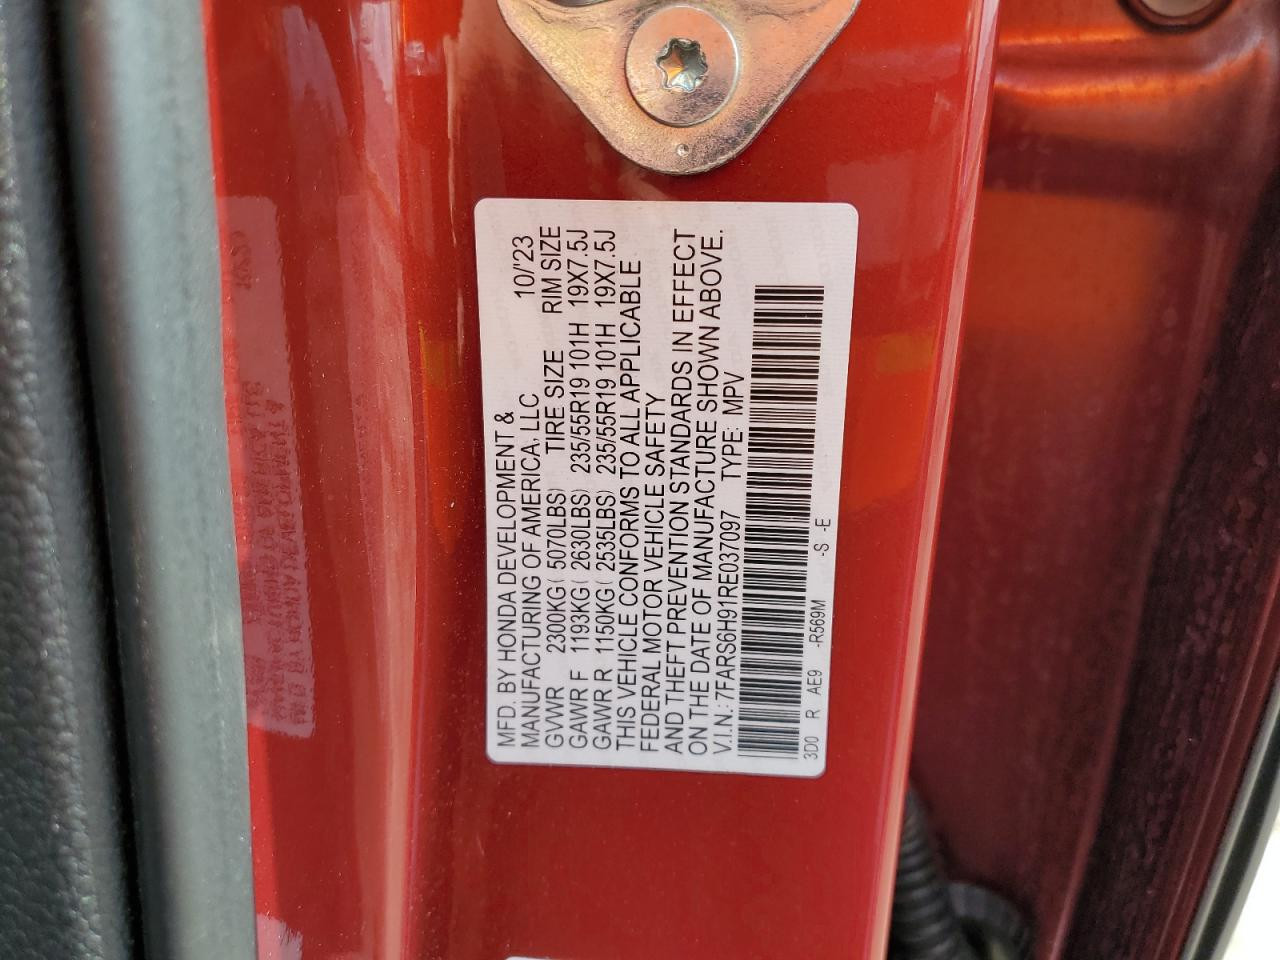 MFD. BY HONDA DEVELOPMENT &
MANUFACTURING OF AMERICA, LLC 10/'23
GVWR 2300KG( 5070LBS) TIRE SIZE RIM SIZE
GAWR F 1193KG( 2630LBS) 235/55R19 101H 19X7.5J
GAWR R 1150KG( 2535LBS) 235/55R19 101H 19X7.5J
THIS VEHICLE CONFORMS TO ALL APPLICABLE
FEDERAL MOTOR VEHICLE SAFETY
AND THEFT PREVENTION STANDARDS IN EFFECT
ON THE DATE OF MANUFACTURE SHOWN ABOVE.
V.I.N.: 7FARS6H91RE037097 TYPE: MPV
3D0 R AE9 -R569M -S -E